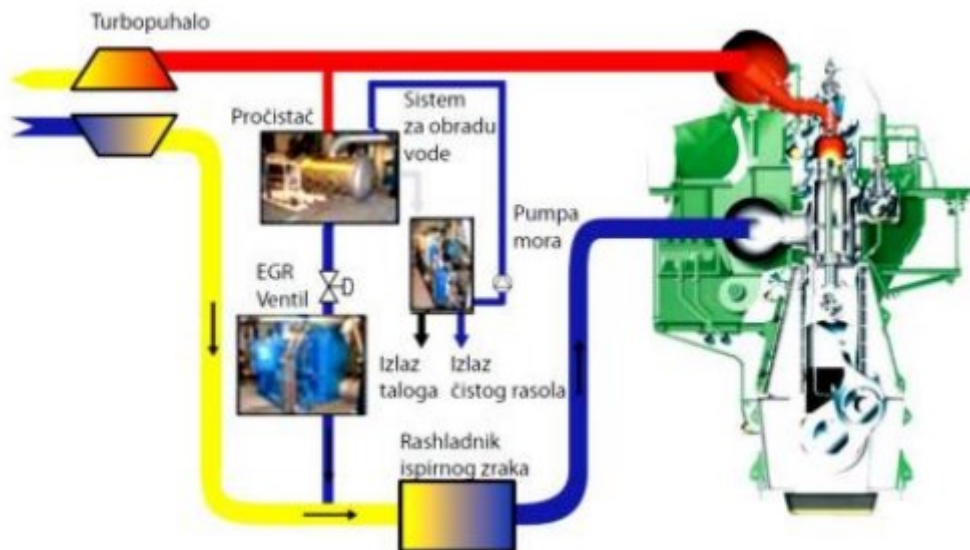 Turbopuhalo
Pročistač
Sistem
za obradu
vode
Pumpa
mora
EGR
Ventil
Izlaz
taloga
Izlaz
čistog rasola
Rashladnik
ispirnog zraka